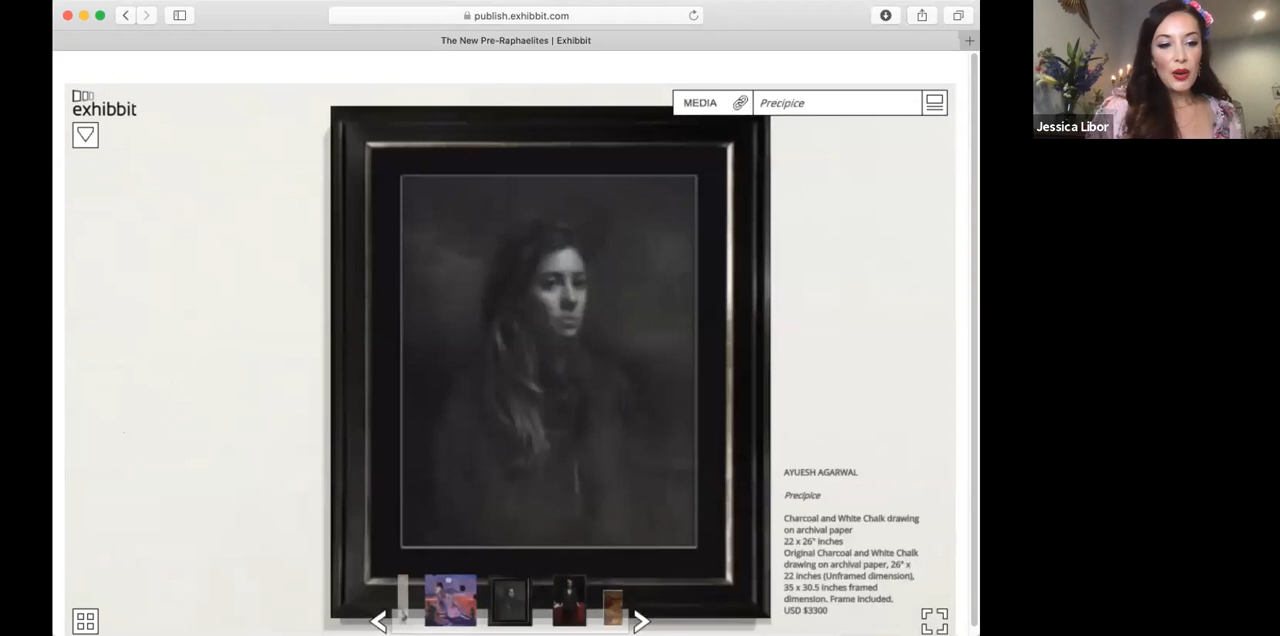 publish.exhibbit.com
The New Pre-Raphaelites | Exhibbit
exhibbit
MEDIA
Precipice
Jessica Libor
AYUESH AGARWAL
Precipice
Charcoal and White Chalk drawing
on archival paper
22 x 26" inches
Original Charcoal and White Chalk
drawing on archival paper, 26" x
22 inches (Unframed dimension),
35 x 30.5 inches framed
dimension. Frame included.
USD $3300